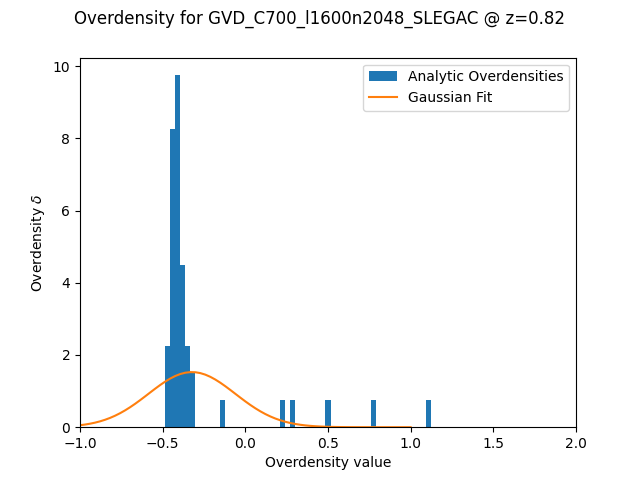 Overdensity for GVD_C700_l1600n2048_SLEGAC @ z=0.82
Analytic Overdensities
Gaussian Fit
Overdensity δ
10
8
6
4
2
0
−1.0 −0.5 0.0 0.5 1.0 1.5 2.0
Overdensity value